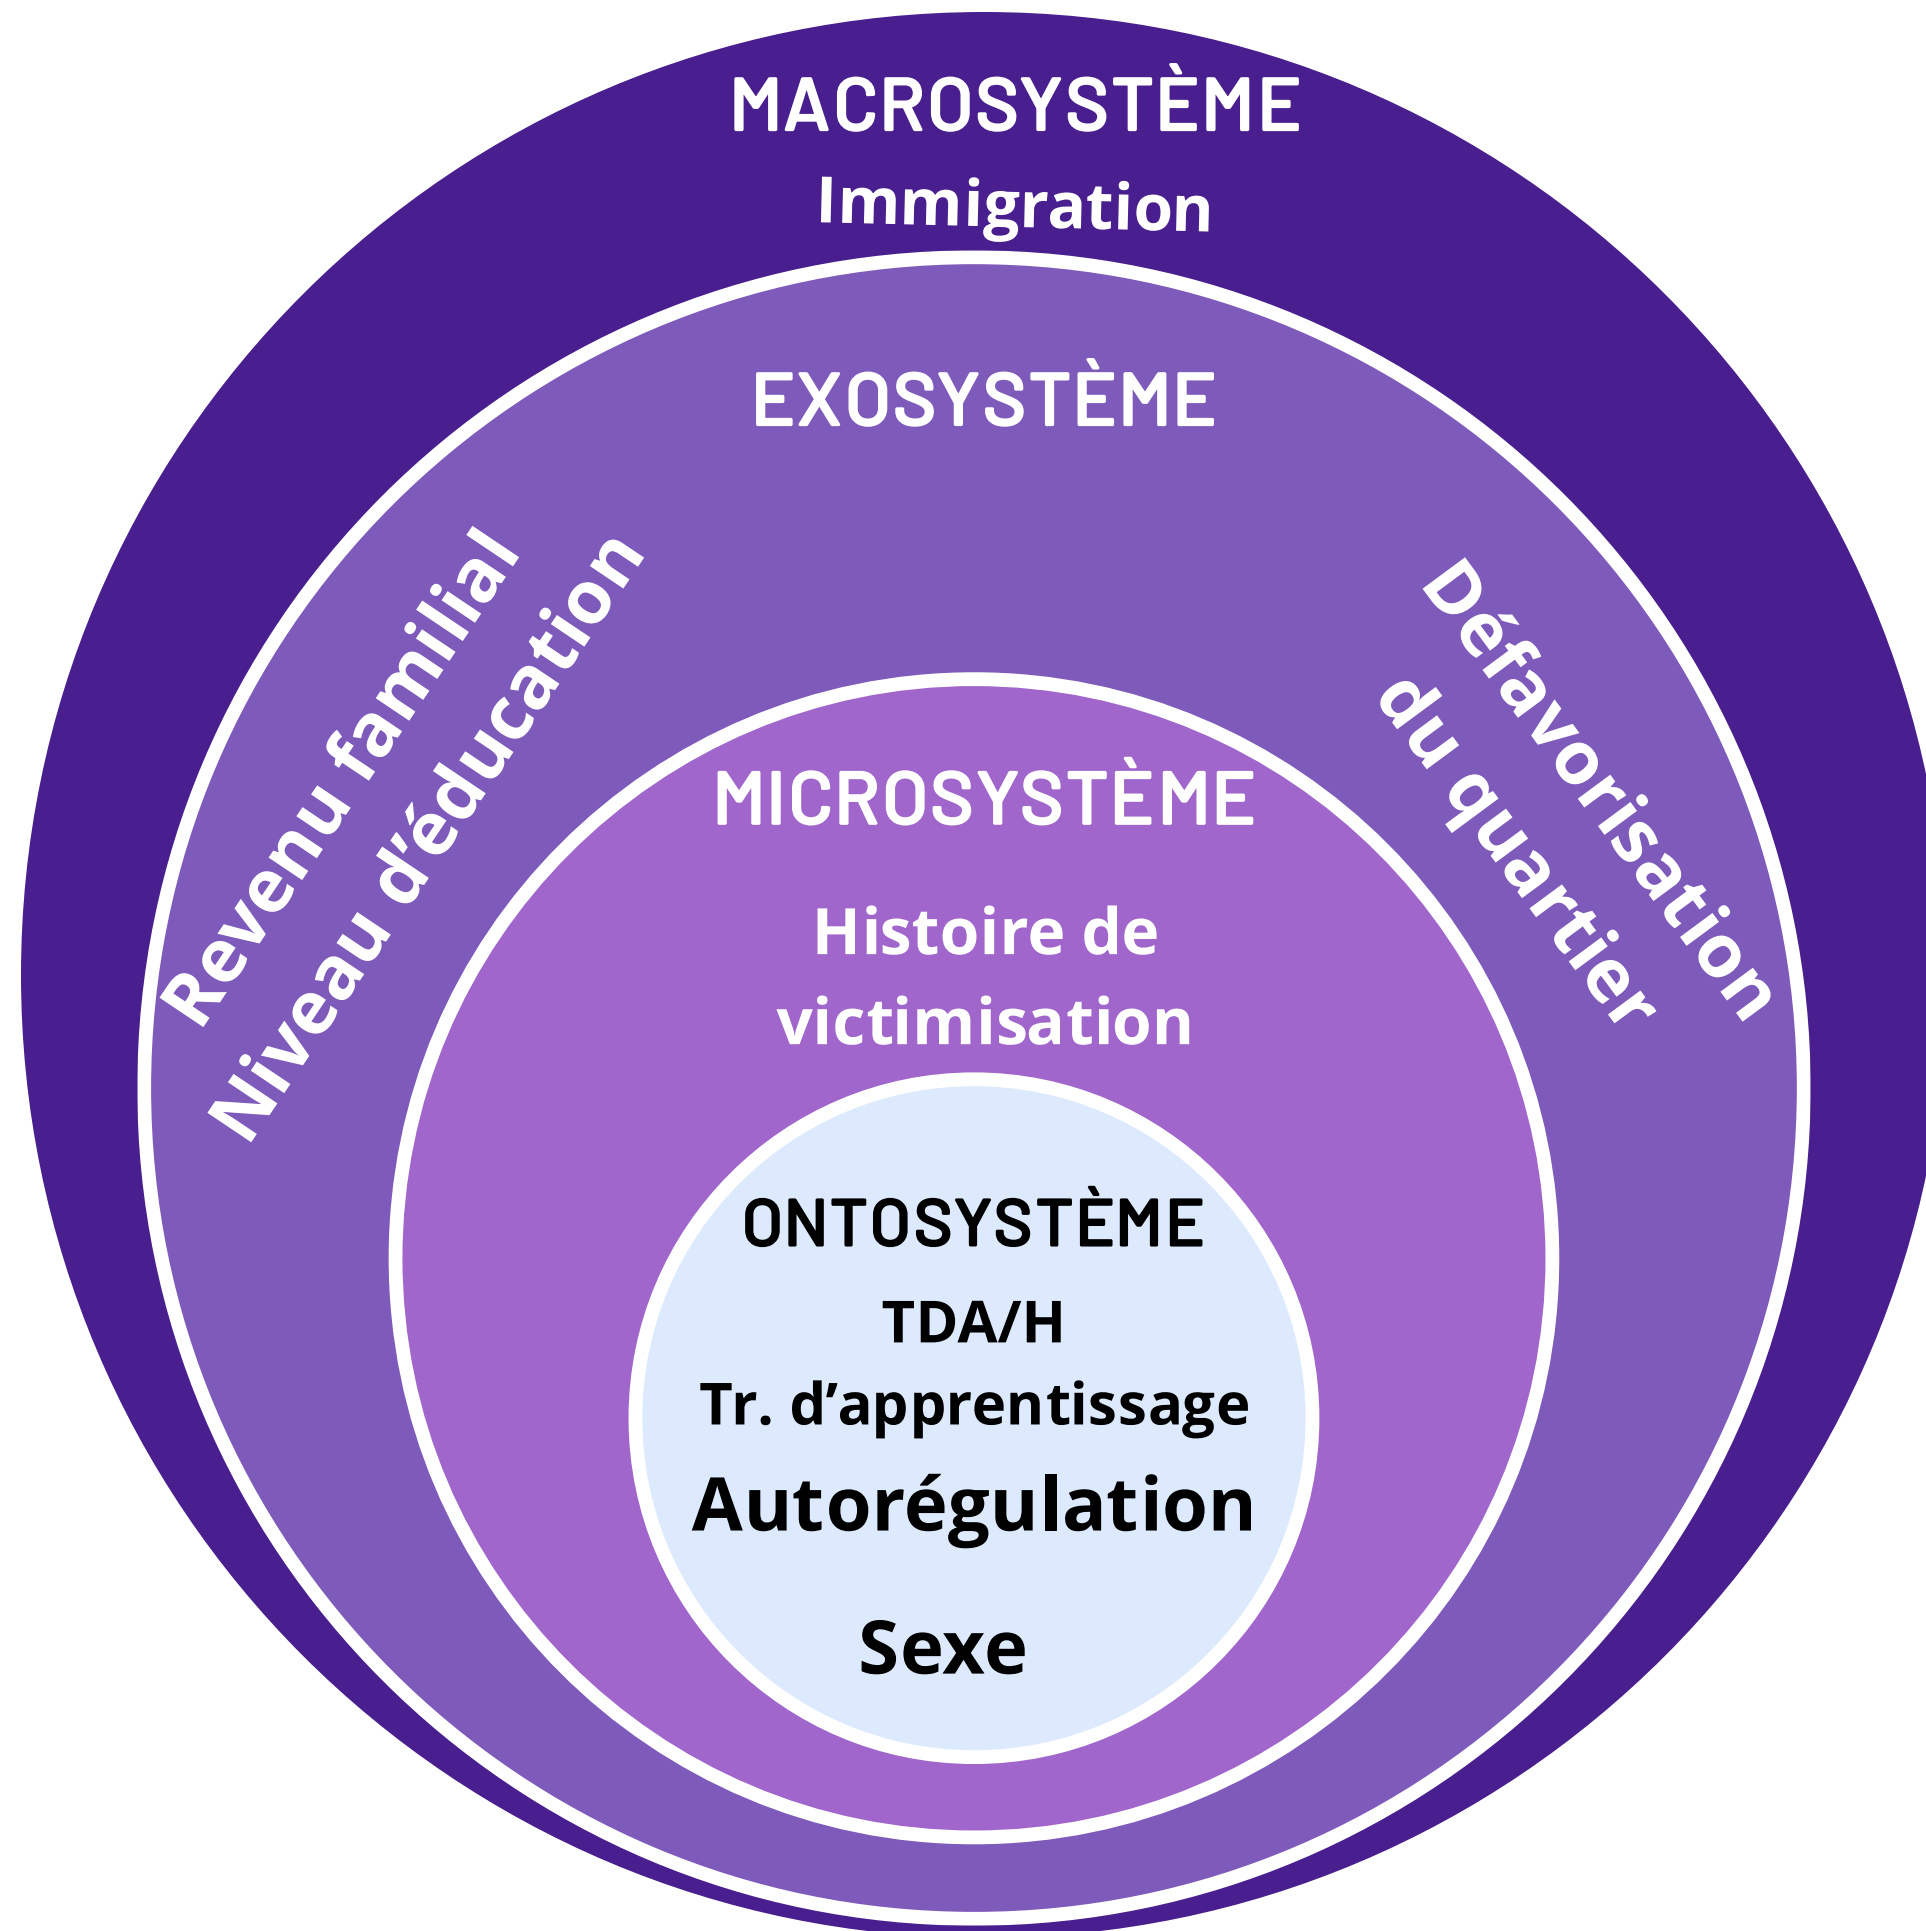 MACROSYSTÈME
Immigration
EXOSYSTÈME
Revenu familial
Niveau d'éducation
Défavorisation
du quartier
MICROSYSTÈME
Histoire de
victimisation
ONTOSYSTÈME
TDA/H
Tr. d’apprentissage
Autorégulation
Sexe